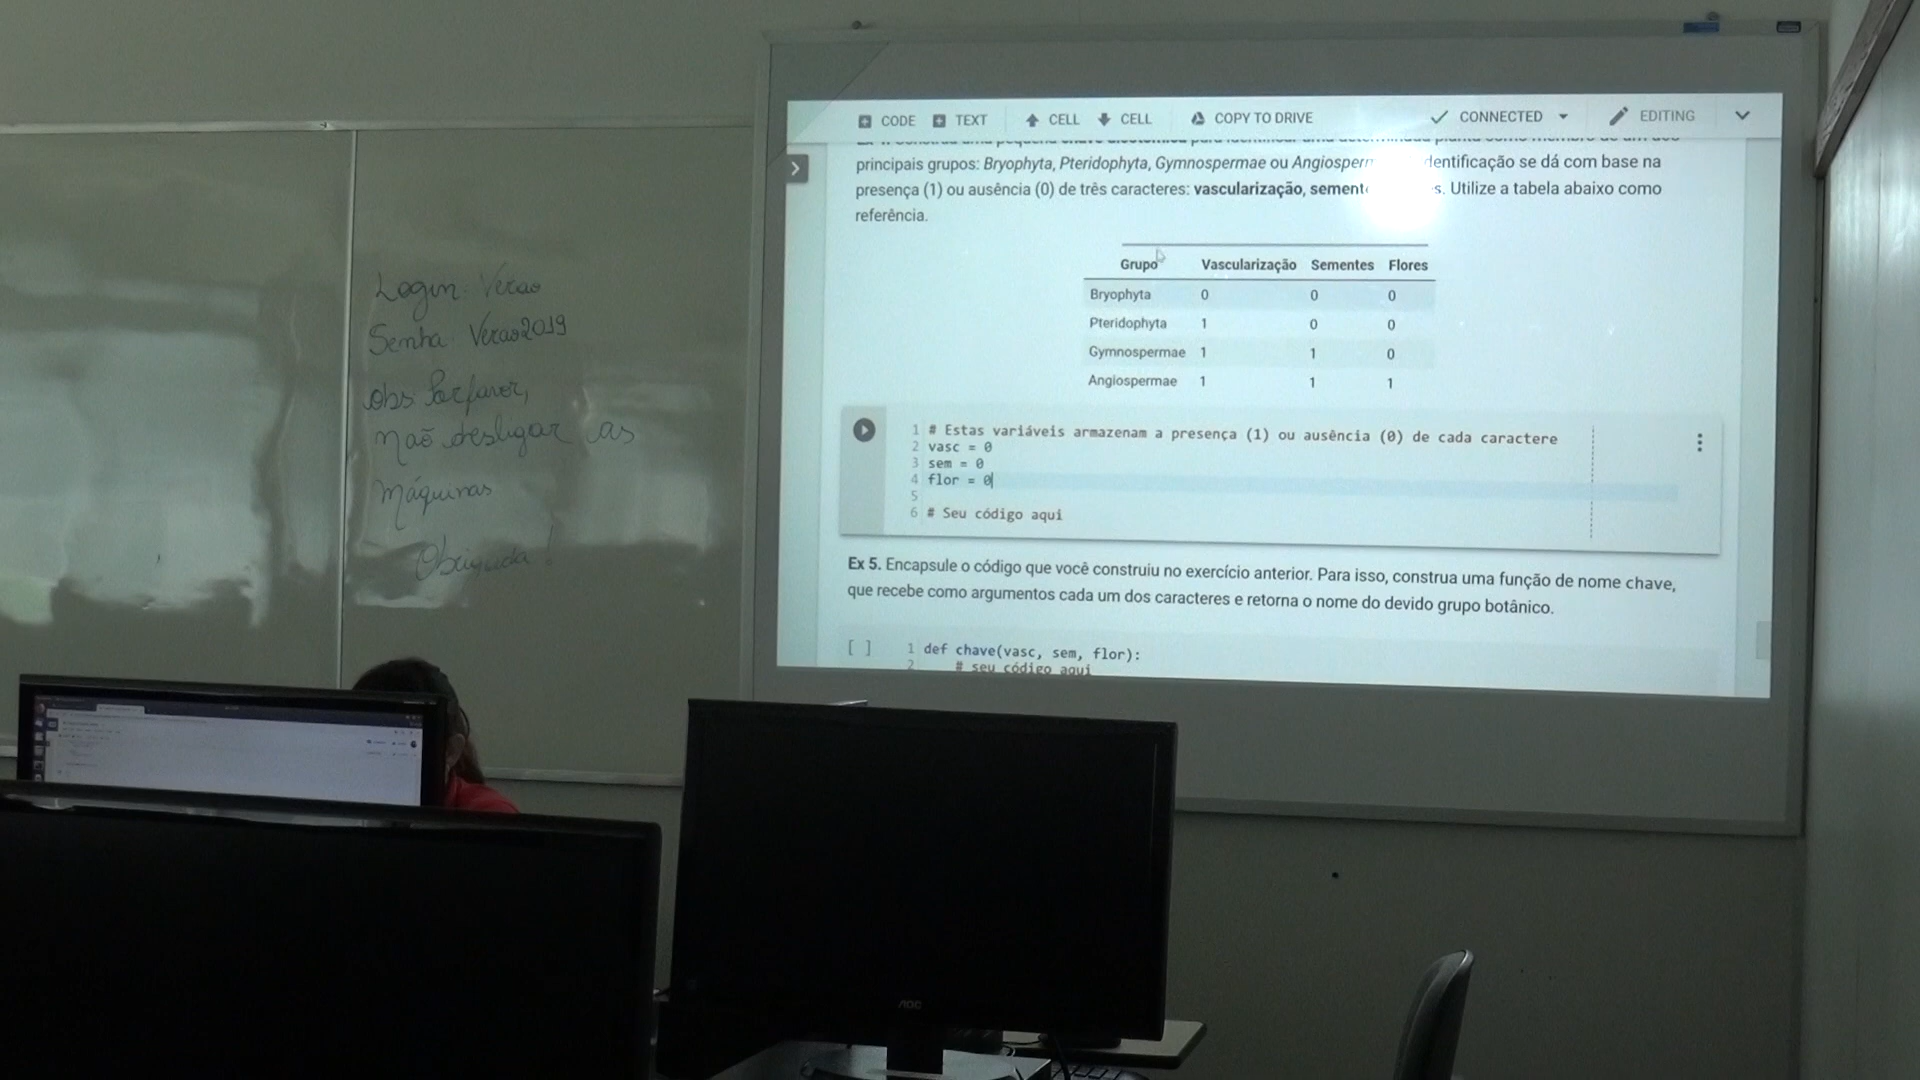 Login: Verao
Senha: Verao2019
obs: Porfavor,
não desligar as
máquinas
Obrigada!
CODE TEXT CELL CELL COPY TO DRIVE CONNECTED EDITING
principais grupos: Bryophyta, Pteridophyta, Gymnospermae ou dentificação se dá com base na
presença (1) ou ausência (0) de três caracteres: vascularização, s. Utilize a tabela abaixo como
referência.
Grupo Vascularização Sementes Flores
Bryophyta 0 0 0
Pteridophyta 1 0 0
Gymnospermae 1 1 0
Angiospermae 1 1 1
1 # Estas variáveis armazenam a presença (1) ou ausência (0) de cada caractere
2 vasc = 0
3 sem = 0
4 flor = 0
5
6 # Seu código aqui
Ex 5. Encapsule o código que você construiu no exercício anterior. Para isso, construa uma função de nome chave,
que recebe como argumentos cada um dos caracteres e retorna o nome do devido grupo botânico.
[ ] 1 def chave(vasc, sem, flor):
2 # seu código aqui
AOC